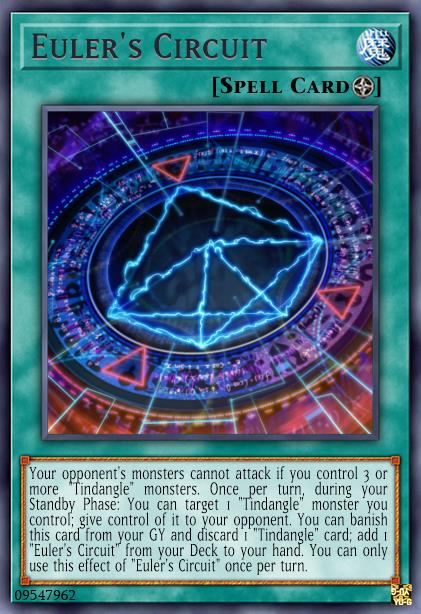 Euler's Circuit
魔
[Spell Card]
Your opponent's monsters cannot attack if you control 3 or
more "Tindangle" monsters. Once per turn, during your
Standby Phase: You can target 1 "Tindangle" monster you
control; give control of it to your opponent. You can banish
this card from your GY and discard 1 "Tindangle" card; add 1
"Euler's Circuit" from your Deck to your hand. You can only
use this effect of "Euler's Circuit" once per turn.
09547962